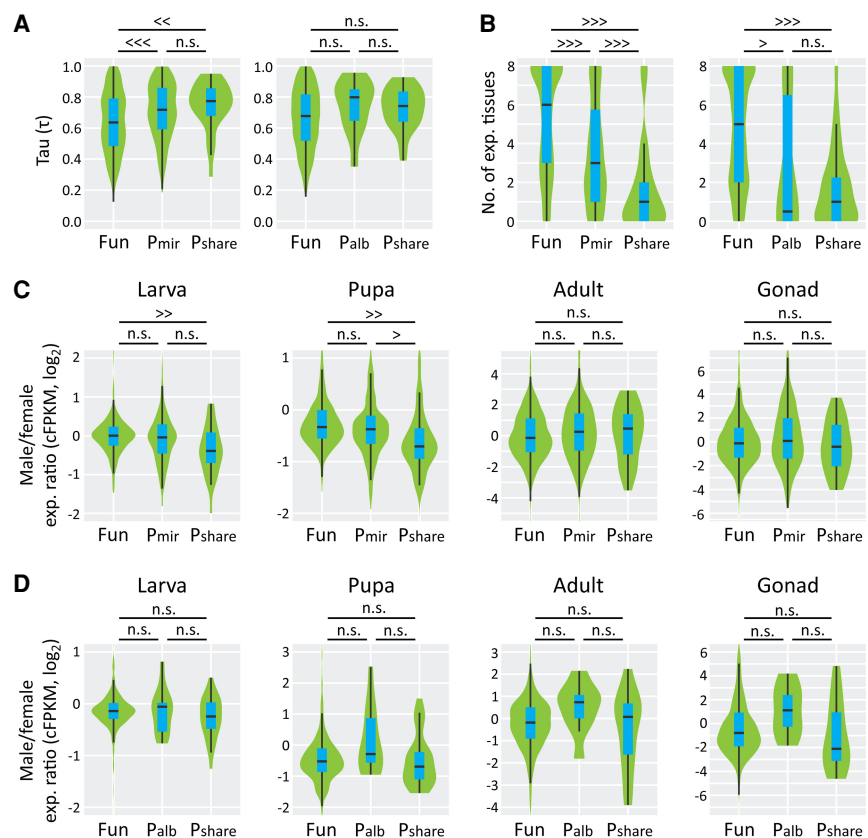 A
<<
<<<
n.s.
Tau (τ)
1.0
0.8
0.6
0.4
0.2
0.0
Fun
Pmir
Pshare
n.s.
n.s.
n.s.
1.0
0.8
0.6
0.4
0.2
0.0
Fun
Palb
Pshare
B
>>>
>>>
>>>
No. of exp. tissues
8
6
4
2
0
Fun
Pmir
Pshare
>>>
>
n.s.
8
6
4
2
0
Fun
Palb
Pshare
C
Male/female
exp. ratio (cFPKM, log2)
Larva
>>
n.s.
n.s.
2
1
0
-1
-2
Fun
Pmir
Pshare
Pupa
>>
n.s.
>
1
0
-1
-2
Fun
Pmir
Pshare
Adult
n.s.
n.s.
n.s.
4
2
0
-2
-4
Fun
Pmir
Pshare
Gonad
n.s.
n.s.
n.s.
6
4
2
0
-2
-4
-6
Fun
Pmir
Pshare
D
Male/female
exp. ratio (cFPKM, log2)
Larva
n.s.
n.s.
n.s.
1
0
-1
-2
Fun
Palb
Pshare
Pupa
n.s.
n.s.
n.s.
3
2
1
0
-1
-2
Fun
Palb
Pshare
Adult
n.s.
n.s.
n.s.
3
2
1
0
-1
-2
-3
-4
Fun
Palb
Pshare
Gonad
n.s.
n.s.
n.s.
6
4
2
0
-2
-4
-6
Fun
Palb
Pshare